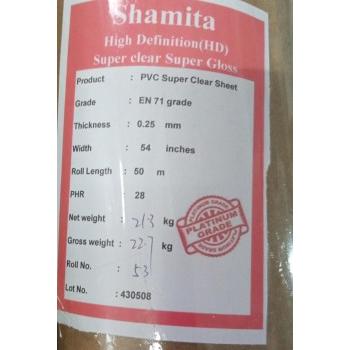 Shamita
High Definition(HD)
Super clear Super Gloss
Product : PVC Super Clear Sheet
Grade : EN 71 grade
Thickness : 0.25 mm
Width : 54 inches
Roll Length : 50 m
PHR : 28
Net weight : 21.3 kg
Gross weight : 22.7 kg
Roll No. : 53
Lot No. : 430508
PLATINUM GRADE
PLATINUM
GRADE